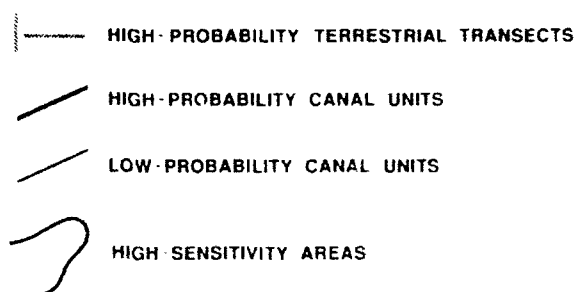 HIGH-PROBABILITY TERRESTRIAL TRANSECTS
HIGH-PROBABILITY CANAL UNITS
LOW-PROBABILITY CANAL UNITS
HIGH SENSITIVITY AREAS